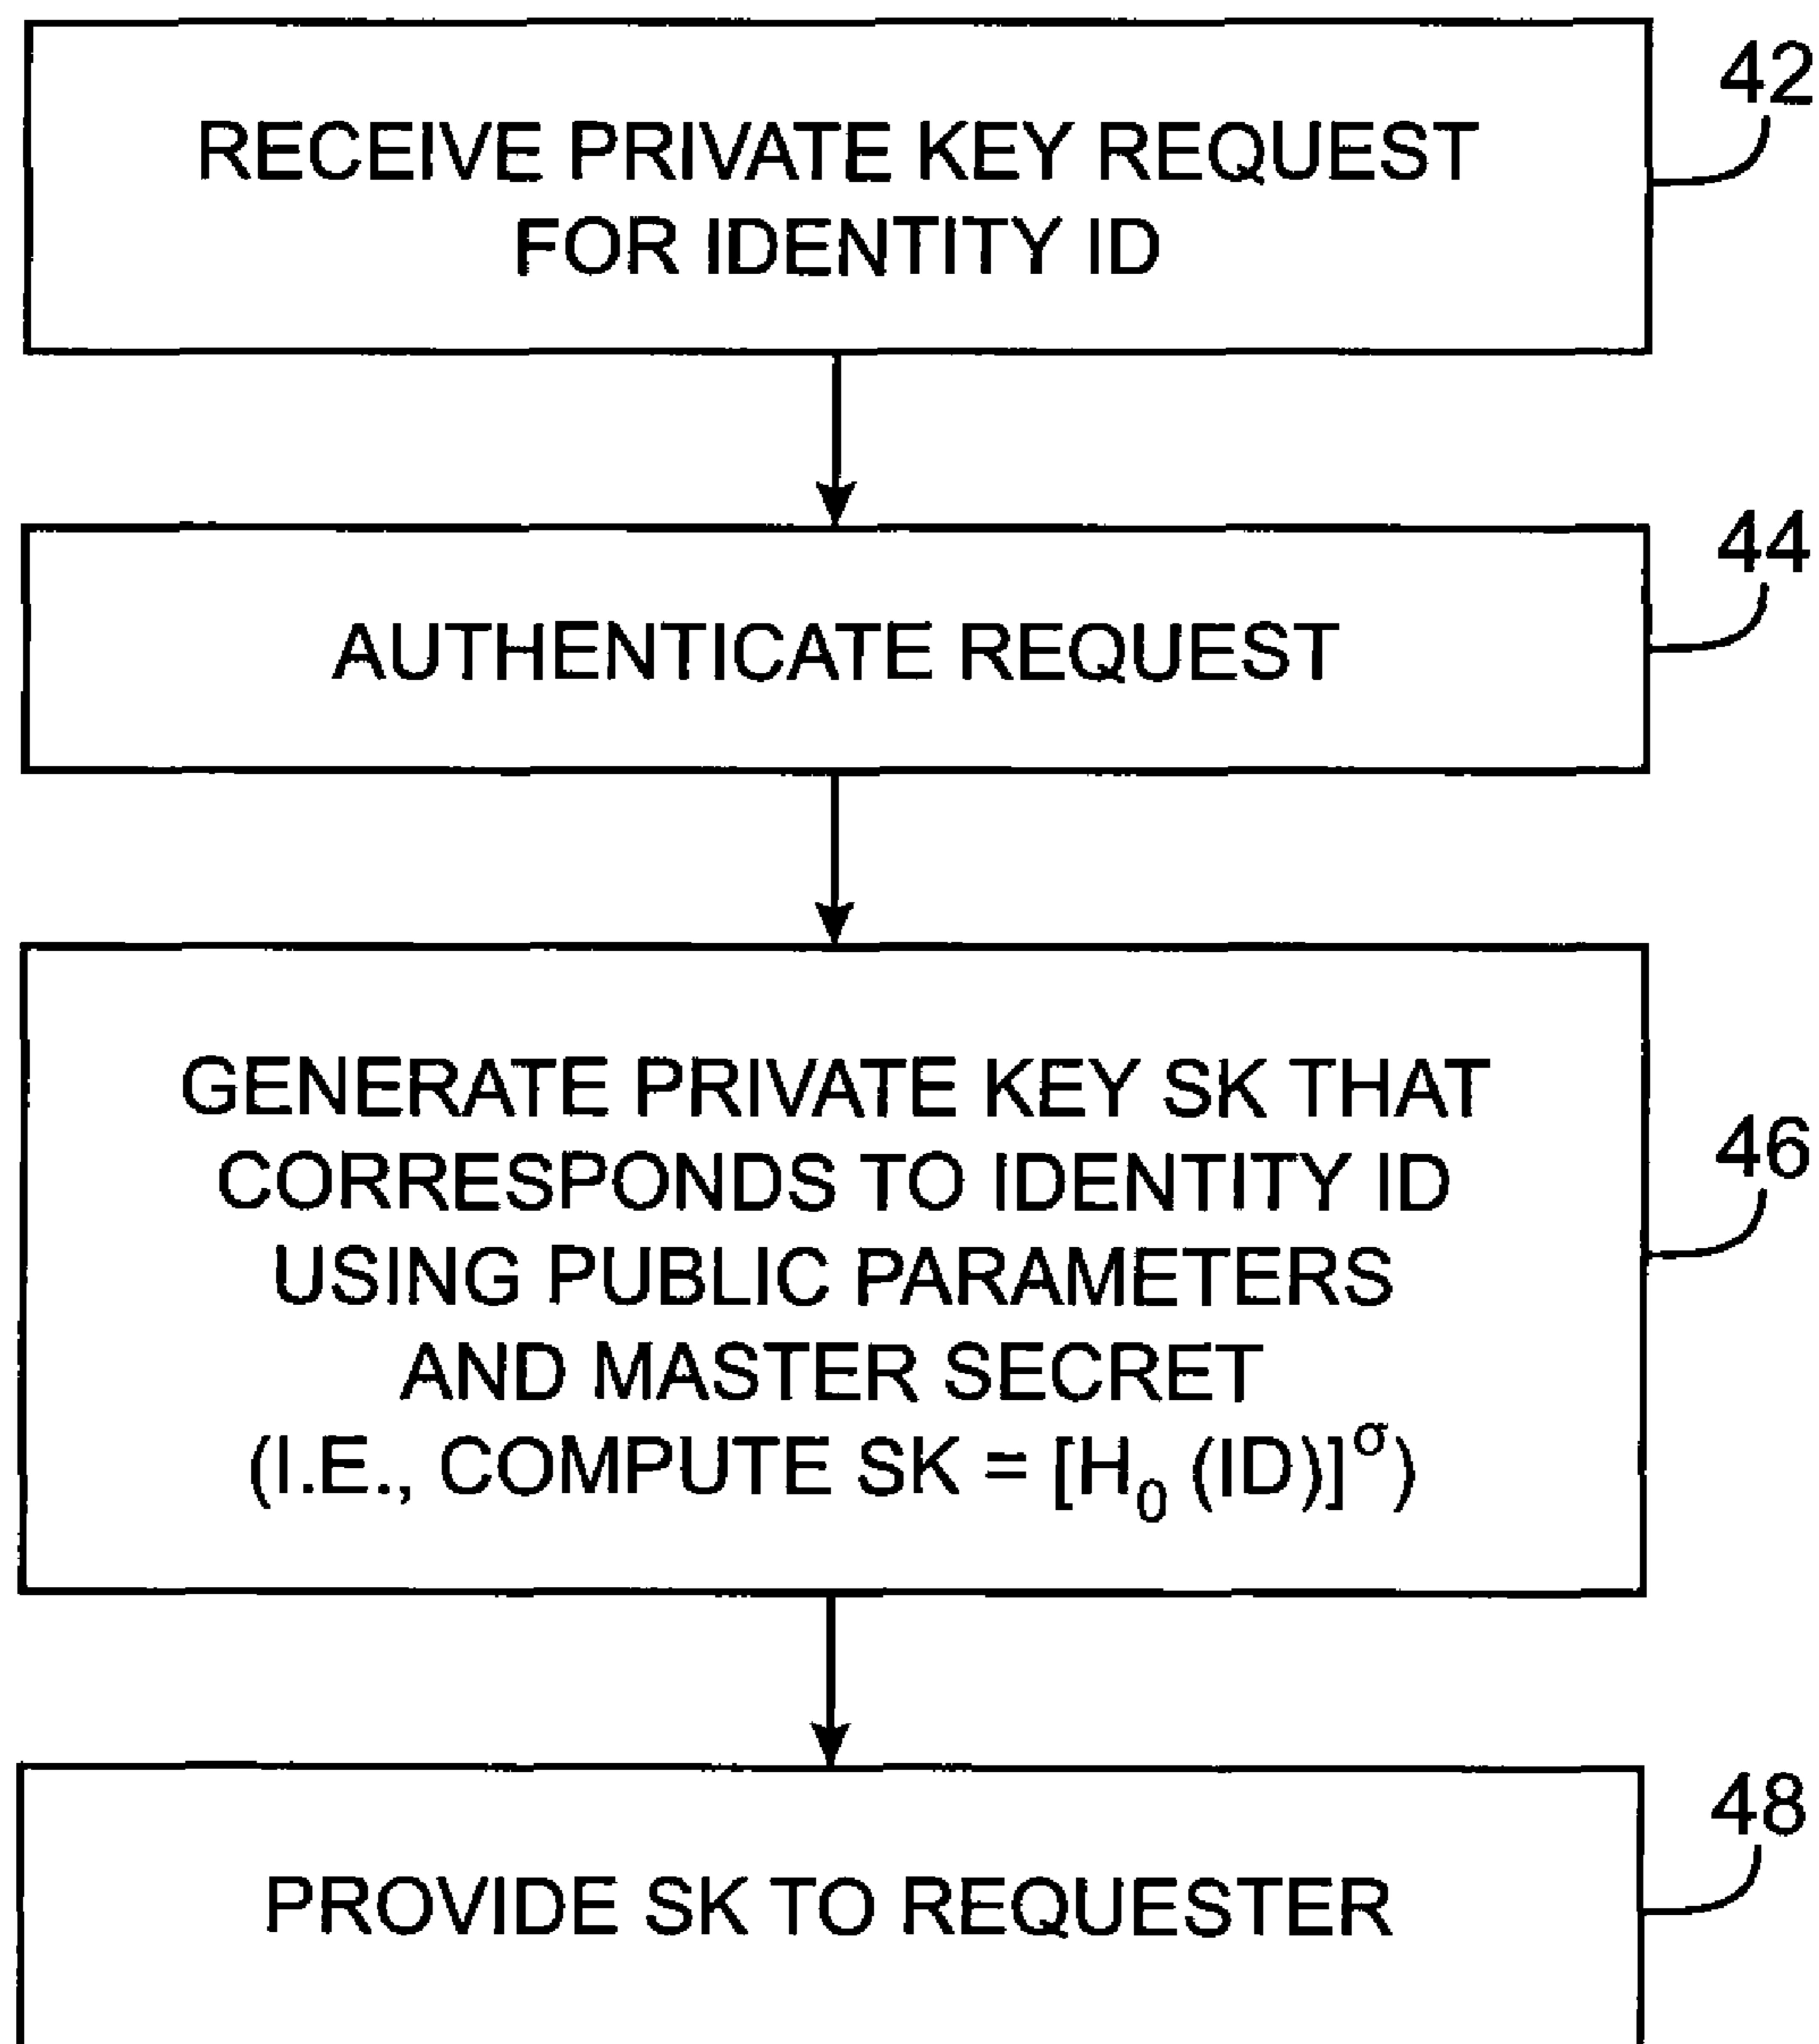 42
RECEIVE PRIVATE KEY REQUEST
FOR IDENTITY ID
44
AUTHENTICATE REQUEST
46
GENERATE PRIVATE KEY SK THAT
CORRESPONDS TO IDENTITY ID
USING PUBLIC PARAMETERS
AND MASTER SECRET
(I.E., COMPUTE SK = [H₀ (ID)]^σ)
48
PROVIDE SK TO REQUESTER